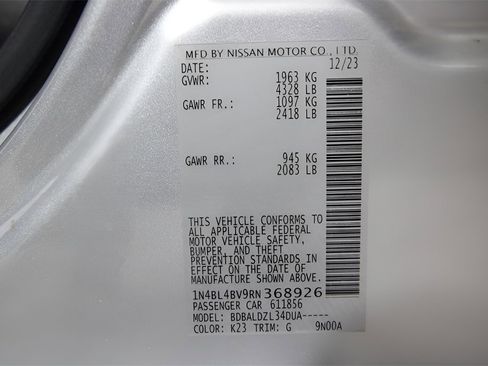 MFD BY NISSAN MOTOR CO., LTD.
DATE: 12/23
GVWR: 1963 KG
4328 LB
GAWR FR.: 1097 KG
2418 LB
GAWR RR.: 945 KG
2083 LB
THIS VEHICLE CONFORMS TO
ALL APPLICABLE FEDERAL
MOTOR VEHICLE SAFETY,
BUMPER, AND THEFT
PREVENTION STANDARDS IN
EFFECT ON THE DATE OF
MANUFACTURE SHOWN ABOVE.
1N4BL4BV9RN368926
PASSENGER CAR 611856
MODEL: BDBALDZL34DUA-----
COLOR: K23 TRIM: G 9N00A